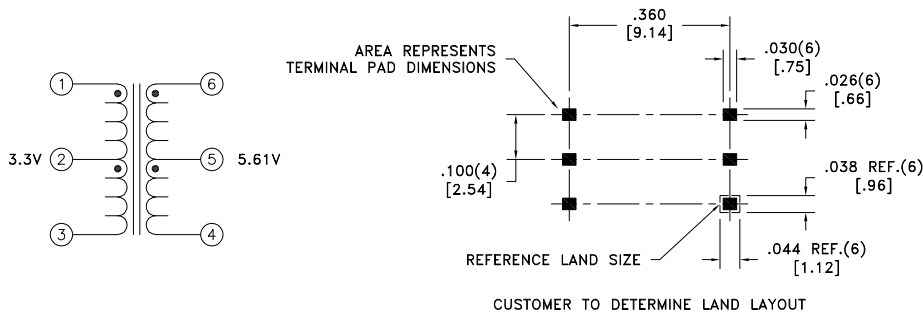 1
6
3.3V
2
5
5.61V
3
4
.360
[9.14]
AREA REPRESENTS
TERMINAL PAD DIMENSIONS
.030(6)
[.75]
.026(6)
[.66]
.100(4)
[2.54]
.038 REF.(6)
[.96]
REFERENCE LAND SIZE
.044 REF.(6)
[1.12]
CUSTOMER TO DETERMINE LAND LAYOUT